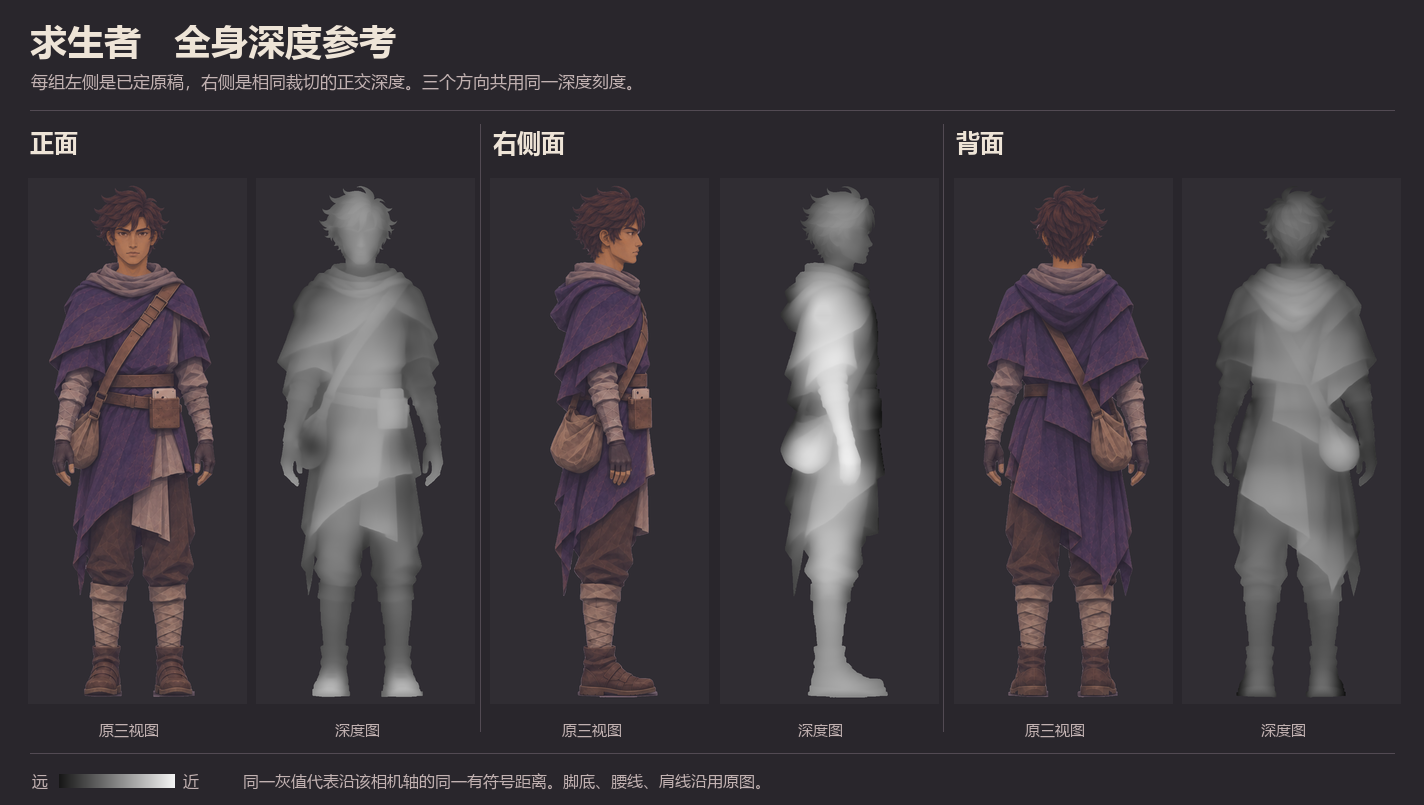 求生者　全身深度参考
每组左侧是已定原稿，右侧是相同裁切的正交深度。三个方向共用同一深度刻度。
正面
右侧面
背面
原三视图
深度图
原三视图
深度图
原三视图
深度图
远
近
同一灰值代表沿该相机轴的同一有符号距离。脚底、腰线、肩线沿用原图。